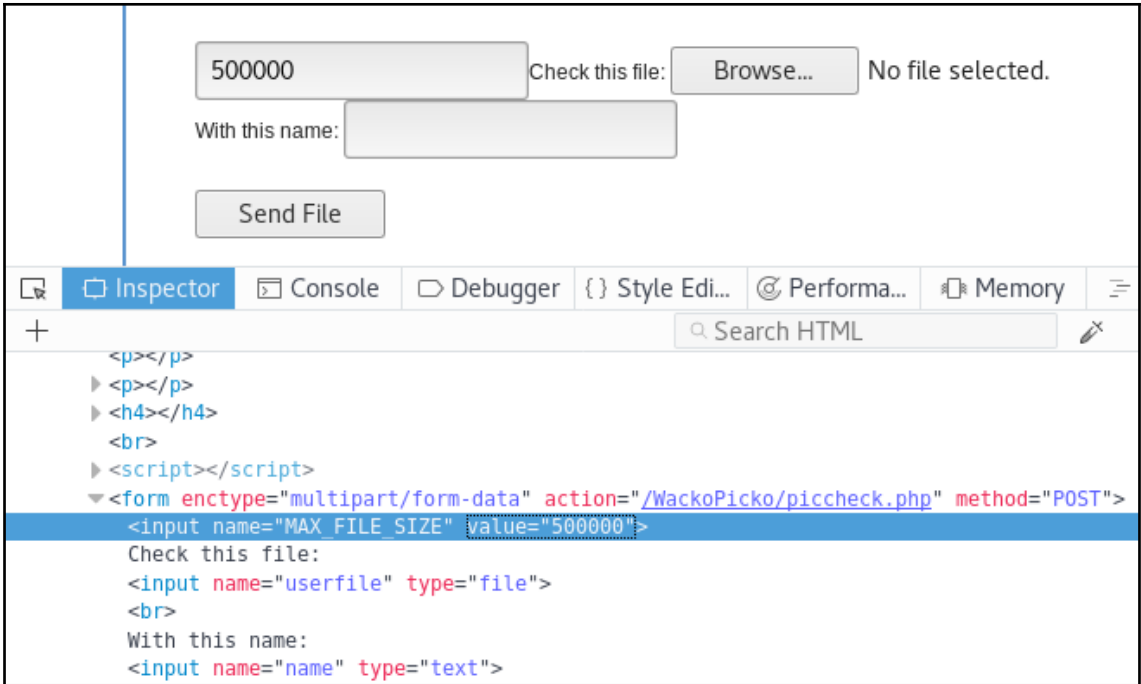 500000 Check this file: Browse... No file selected.
With this name:
Send File
Inspector Console Debugger { } Style Edi... Performa... Memory
+ Search HTML
<p></p>
<p></p>
<h4></h4>
<br>
<script></script>
<form enctype="multipart/form-data" action="/WackoPicko/piccheck.php" method="POST">
<input name="MAX_FILE_SIZE" value="500000">
Check this file:
<input name="userfile" type="file">
<br>
With this name:
<input name="name" type="text">